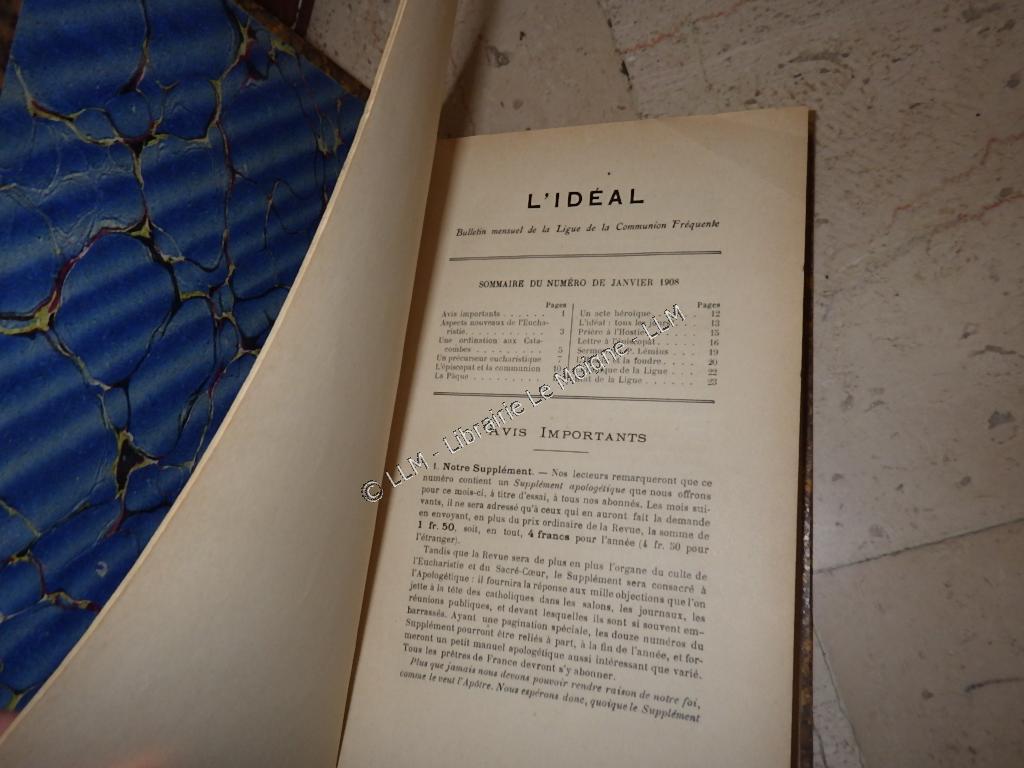 L'IDÉAL
Bulletin mensuel de la Ligue de la Communion Fréquente
SOMMAIRE DU NUMÉRO DE JANVIER 1908
Pages
Avis importants . . . . . . 1
Aspects nouveaux de l'Eucha-
ristie. . . . . . . . . . . 3
Une ordination aux Cata-
combes . . . . . . . . . 5
Un précurseur eucharistique 7
L'épiscopat et la communion 10
La Pâque . . . . . . . .
Pages
Un acte héroïque . . . 12
L'idéal : tous les 13
Prière à l'Hostie 15
Lettre à l'épiscopat . . 16
Sermon P. Lémius . . . . 19
et la foudre. . . . 20
que de la Ligue . . . 22
de la Ligue . . . . 23
AVIS IMPORTANTS
I. Notre Supplément. — Nos lecteurs remarqueront que ce
numéro contient un Supplément apologétique que nous offrons
pour ce mois-ci, à titre d'essai, à tous nos abonnés. Les mois sui-
vants, il ne sera adressé qu'à ceux qui en auront fait la demande
en envoyant, en plus du prix ordinaire de la Revue, la somme de
1 fr. 50, soit, en tout, 4 francs pour l'année (4 fr. 50 pour
l'étranger).
Tandis que la Revue sera de plus en plus l'organe du culte de
l'Eucharistie et du Sacré-Cœur, le Supplément sera consacré à
l'Apologétique : il fournira la réponse aux mille objections que l'on
jette à la tête des catholiques dans les salons, les journaux, les
réunions publiques, et devant lesquelles ils sont si souvent em-
barrassés. Ayant une pagination spéciale, les douze numéros du
Supplément pourront être reliés à part, à la fin de l'année, et for-
meront un petit manuel apologétique aussi intéressant que varié.
Tous les prêtres de France devront s'y abonner.
Plus que jamais nous devons pouvoir rendre raison de notre foi,
comme le veut l'Apôtre. Nous espérons donc, quoique le Supplément
© LLM - Librairie Le Moigne - LLM